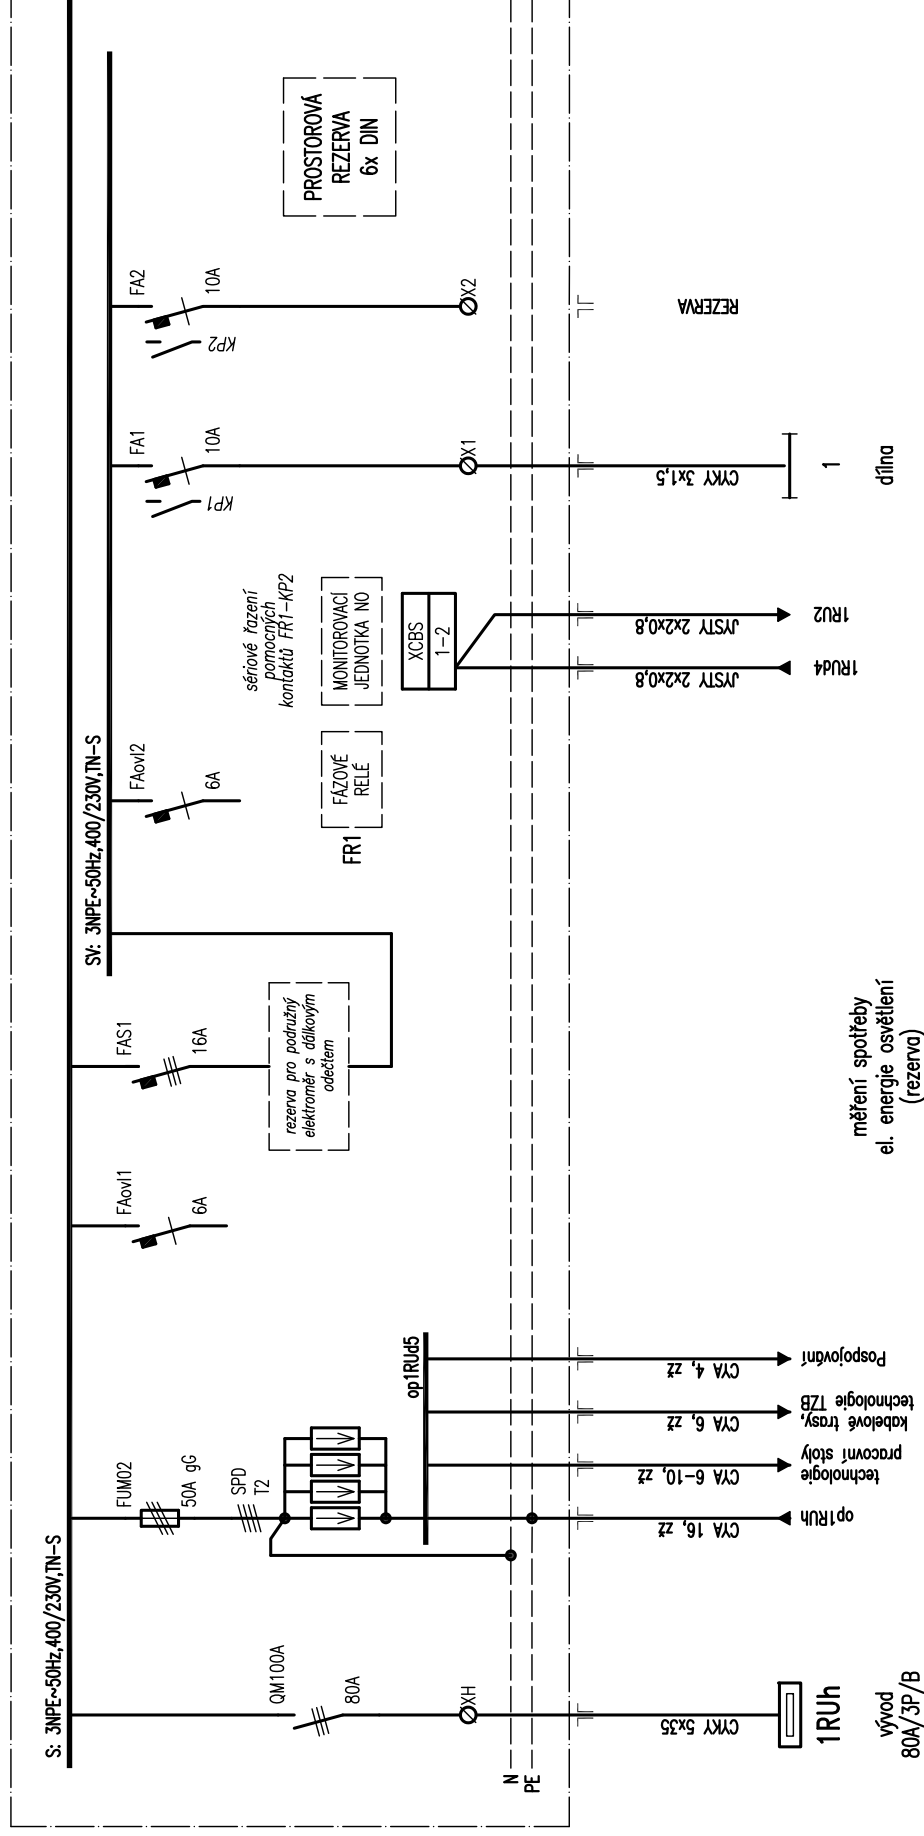 S: 3NPE~50Hz,400/230V,TN-S
QM100A
80A
XH
N
PE
CYKY 5x35
1RUh
vývod
80A/3P/B
FUM02
50A gG
SPD
T2
op1RUd5
CYA 16, zž
op1RUh
CYA 6-10, zž
technologie
pracovní stoly
CYA 6, zž
kabelové trasy,
technologie TZB
CYA 4, zž
Pospojování
FAovl1
6A
FAS1
16A
rezerva pro podružný
elektroměr s dálkovým
odečtem
měření spotřeby
el. energie osvětlení
(rezerva)
SV: 3NPE~50Hz,400/230V,TN-S
FAovl2
6A
FR1
FÁZOVÉ
RELÉ
sériové řazení
pomocných
kontaktů FR1-KP2
MONITOROVACÍ
JEDNOTKA NO
XCBS
1-2
JYSTY 2x2x0,8
1RUd4
JYSTY 2x2x0,8
1RU2
FA1
10A
KP1
X1
CYKY 3x1,5
1
dílna
FA2
10A
KP2
X2
REZERVA
PROSTOROVÁ
REZERVA
6x DIN